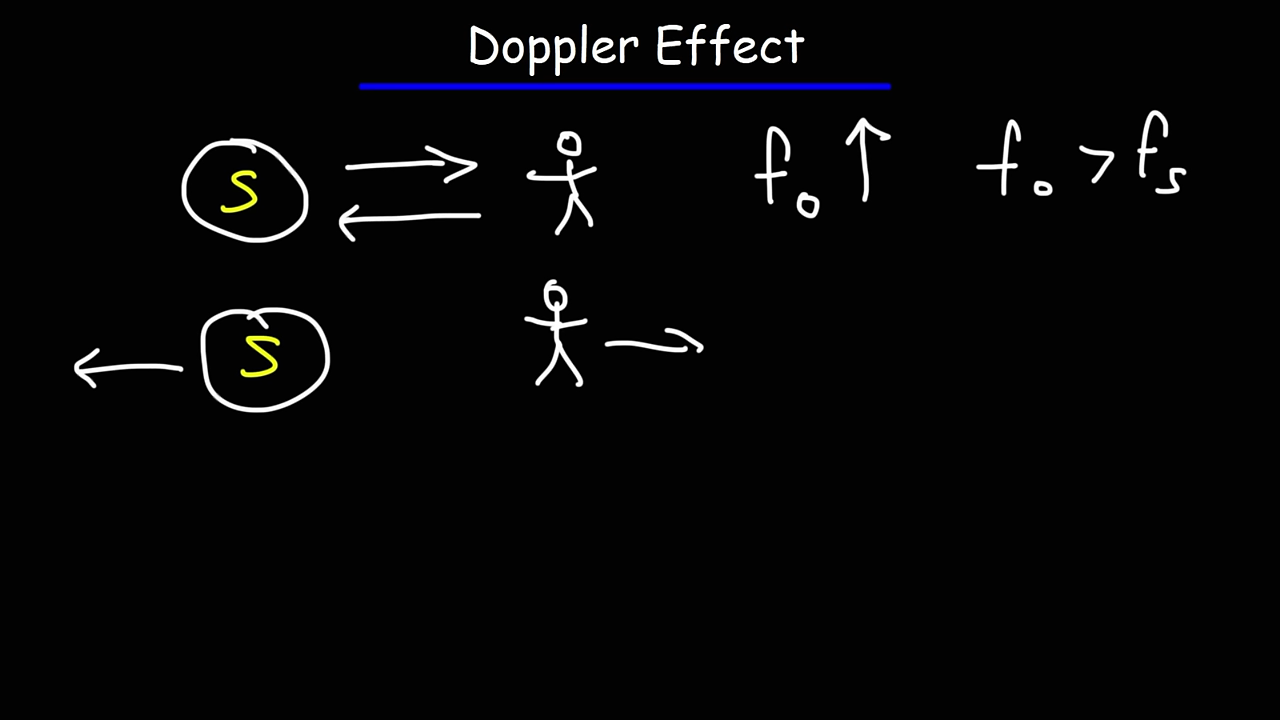 Doppler Effect
S f₀ ↑ f₀ > fₛ
S